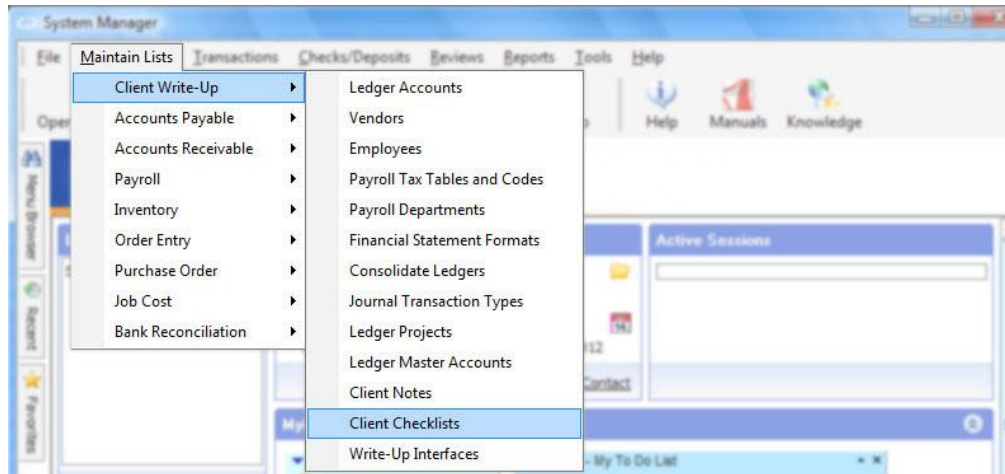 System Manager
File Maintain Lists Transactions Checks/Deposits Reviews Reports Tools Help
Client Write-Up
Accounts Payable
Accounts Receivable
Payroll
Inventory
Order Entry
Purchase Order
Job Cost
Bank Reconciliation
Ledger Accounts
Vendors
Employees
Payroll Tax Tables and Codes
Payroll Departments
Financial Statement Formats
Consolidate Ledgers
Journal Transaction Types
Ledger Projects
Ledger Master Accounts
Client Notes
Client Checklists
Write-Up Interfaces
Help Manuals Knowledge
Menu Browser
Recent
Favorites
Active Sessions
Contact
My
- My To Do List